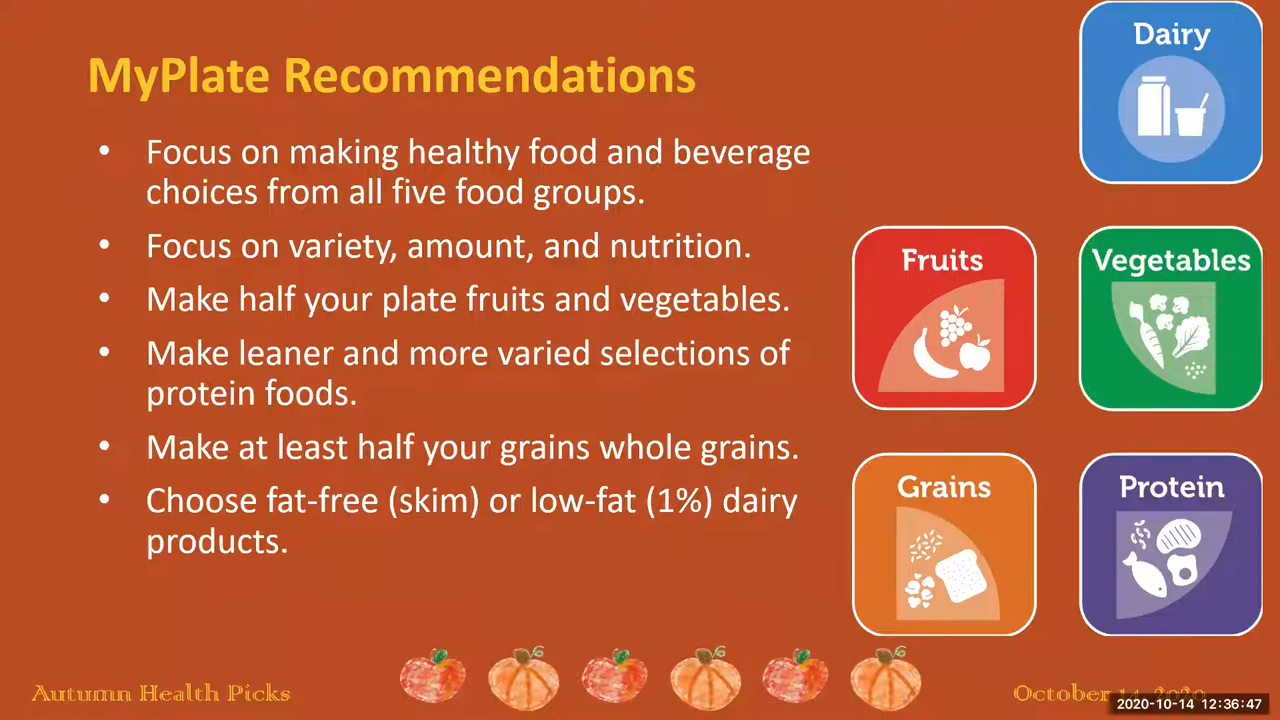 MyPlate Recommendations
• Focus on making healthy food and beverage
choices from all five food groups.
• Focus on variety, amount, and nutrition.
• Make half your plate fruits and vegetables.
• Make leaner and more varied selections of
protein foods.
• Make at least half your grains whole grains.
• Choose fat-free (skim) or low-fat (1%) dairy
products.
Dairy
Fruits
Vegetables
Grains
Protein
Autumn Health Picks
October 14, 2020
2020-10-14 12:36:47